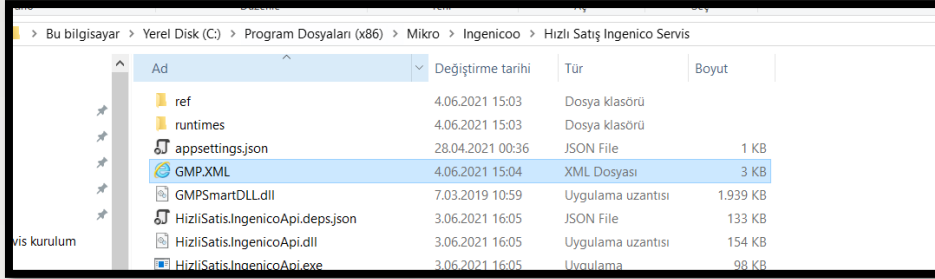 Bu bilgisayar > Yerel Disk (C:) > Program Dosyaları (x86) > Mikro > Ingenicoo > Hızlı Satış Ingenico Servis
Ad Değiştirme tarihi Tür Boyut
ref 4.06.2021 15:03 Dosya klasörü
runtimes 4.06.2021 15:03 Dosya klasörü
appsettings.json 28.04.2021 00:36 JSON File 1 KB
GMP.XML 4.06.2021 15:04 XML Dosyası 3 KB
GMPSmartDLL.dll 7.03.2019 10:59 Uygulama uzantısı 1.939 KB
HizliSatis.IngenicoApi.deps.json 3.06.2021 16:05 JSON File 133 KB
HizliSatis.IngenicoApi.dll 3.06.2021 16:05 Uygulama uzantısı 154 KB
vis kurulum
HizliSatis.IngenicoApi.exe 3.06.2021 16:05 Uygulama 98 KB